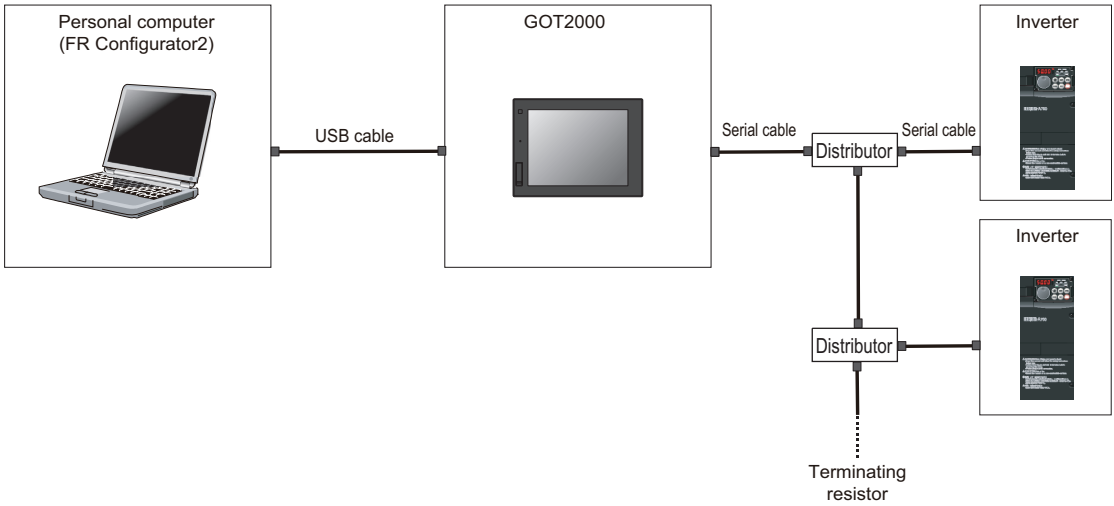 Personal computer
(FR Configurator2)
GOT2000
Inverter
USB cable
Serial cable
Distributor
Serial cable
Inverter
Distributor
Terminating
resistor